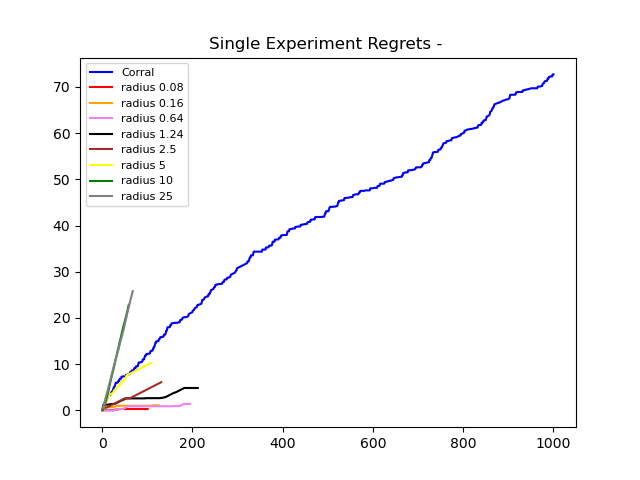 Single Experiment Regrets -
Corral
radius 0.08
radius 0.16
radius 0.64
radius 1.24
radius 2.5
radius 5
radius 10
radius 25
70
60
50
40
30
20
10
0
0 200 400 600 800 1000